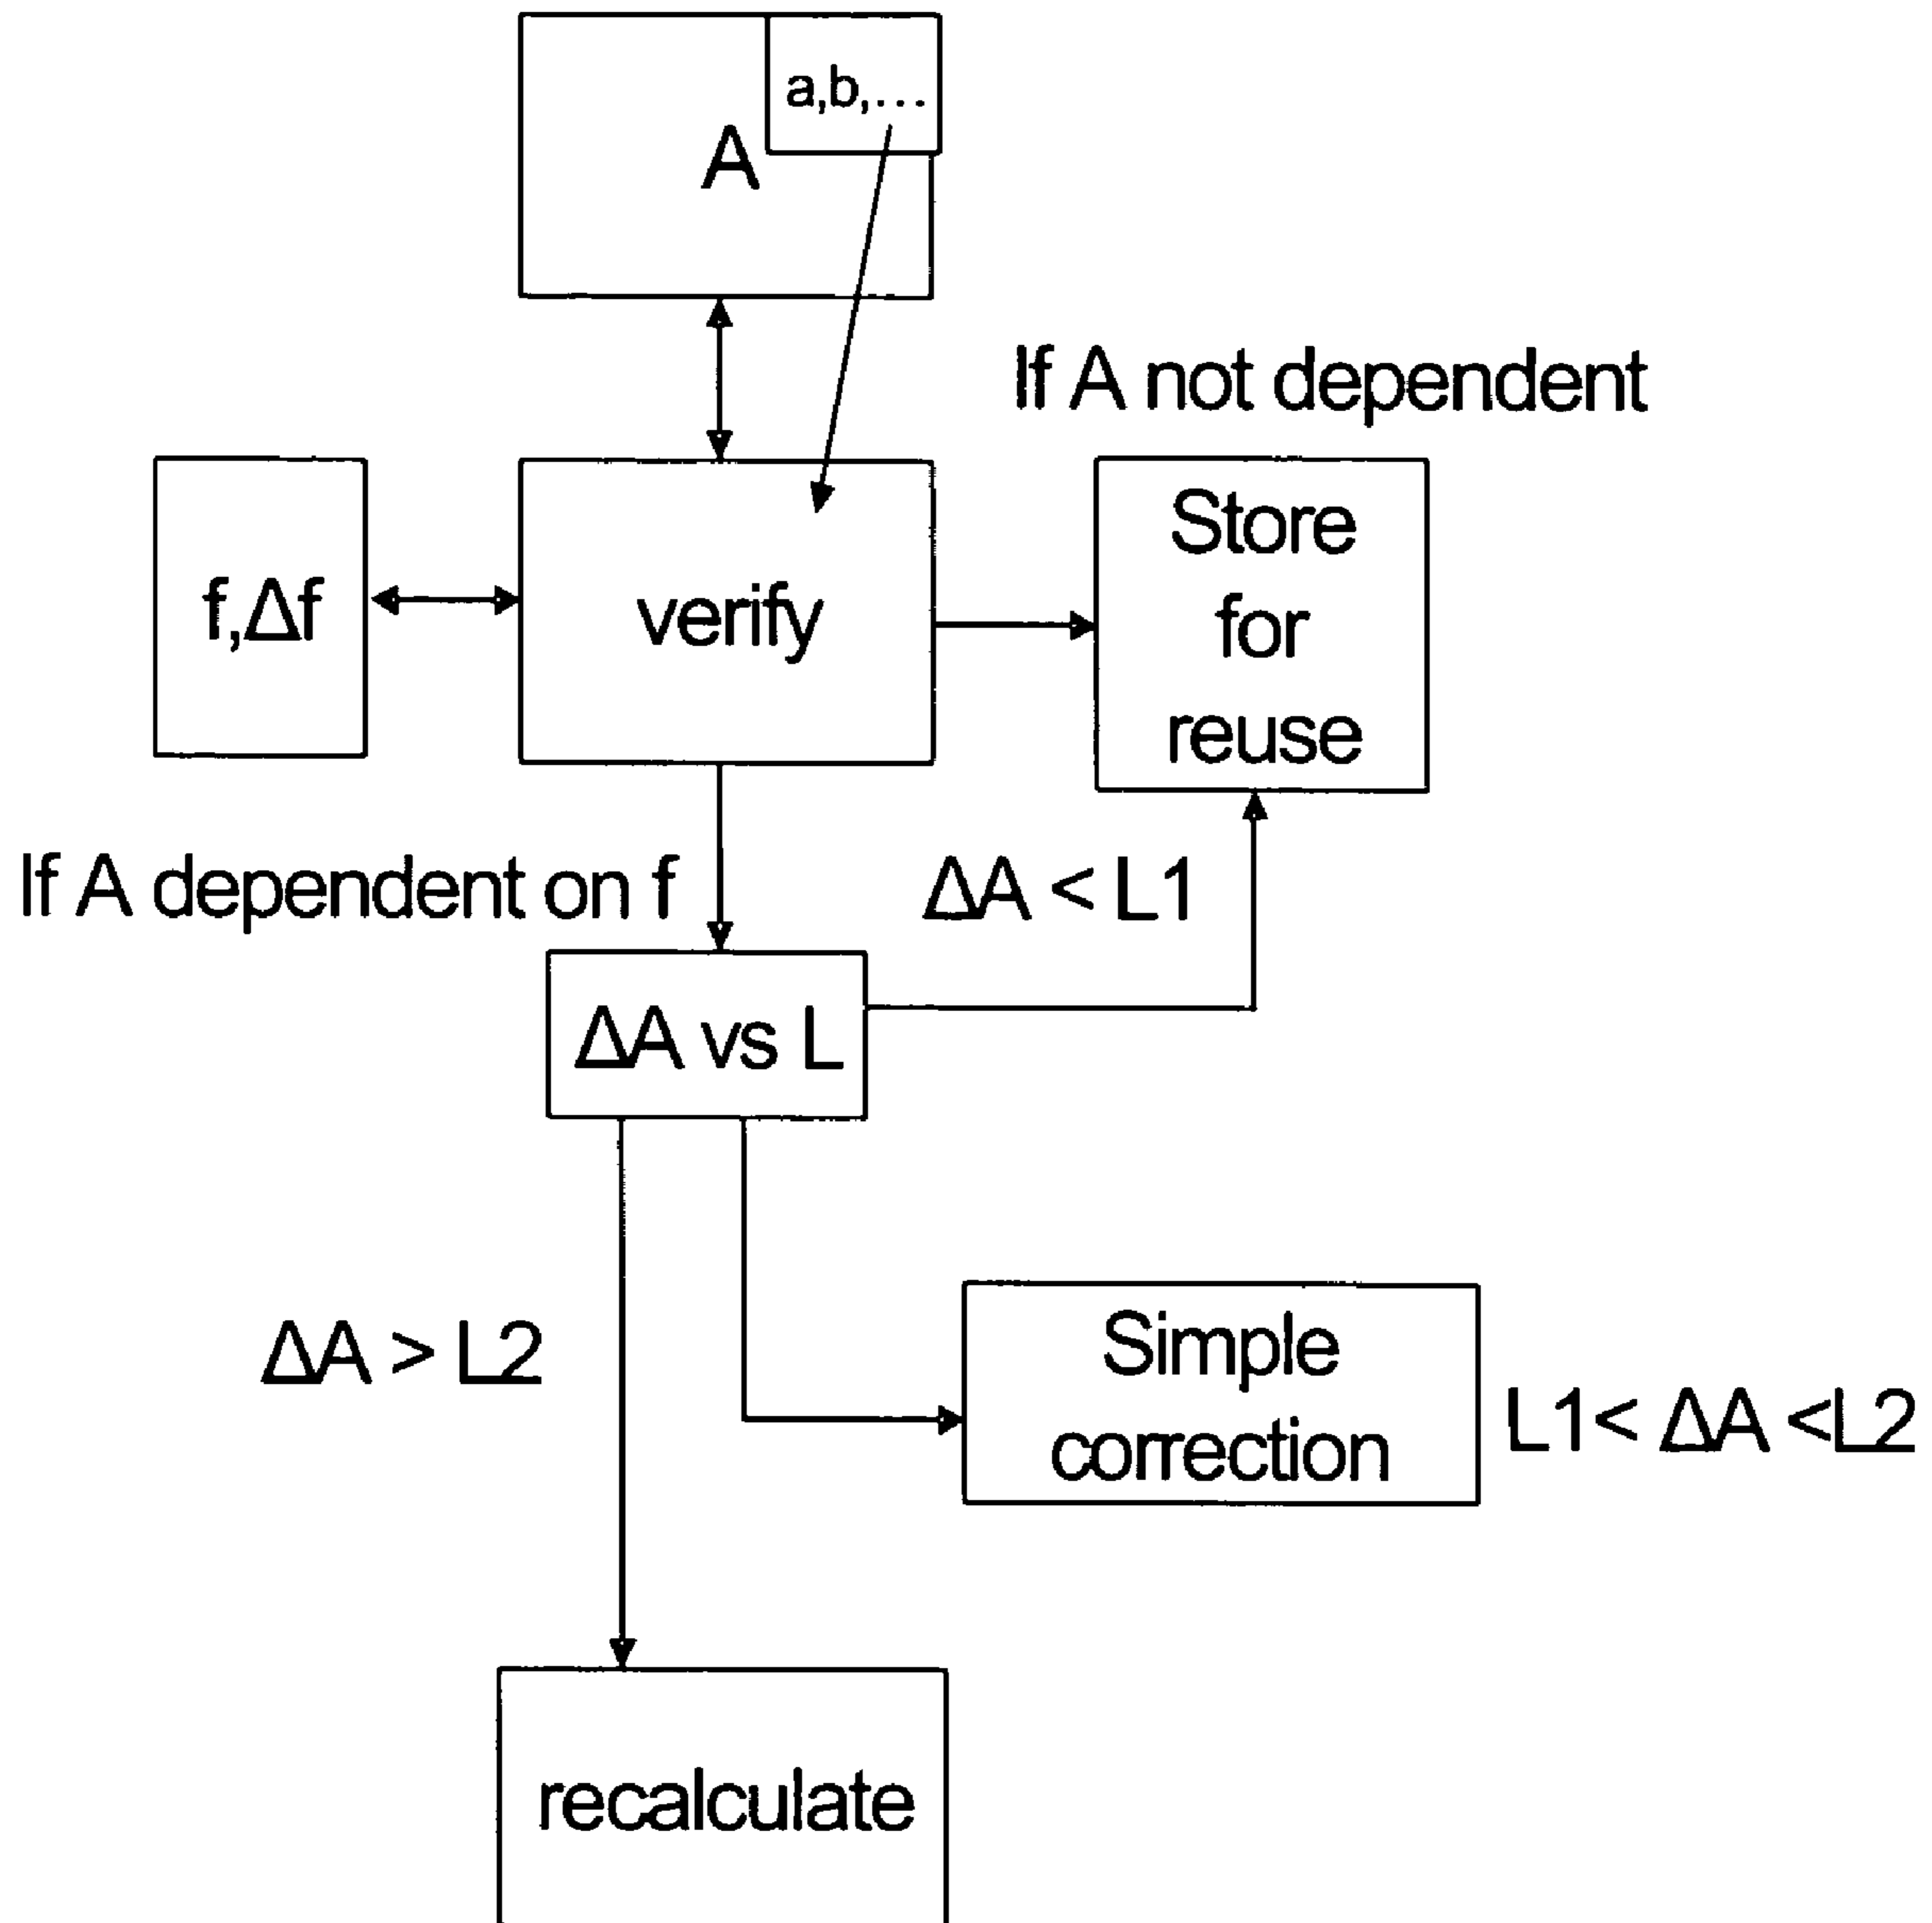 a,b,...
A
If A not dependent
f,Δf
verify
Store
for
reuse
If A dependent on f
ΔA < L1
ΔA vs L
ΔA > L2
Simple
correction
L1< ΔA <L2
recalculate